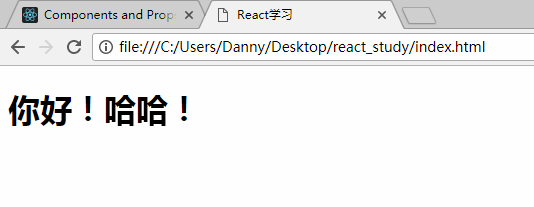 Components and Prop
React学习
file:///C:/Users/Danny/Desktop/react_study/index.html
你好！哈哈！